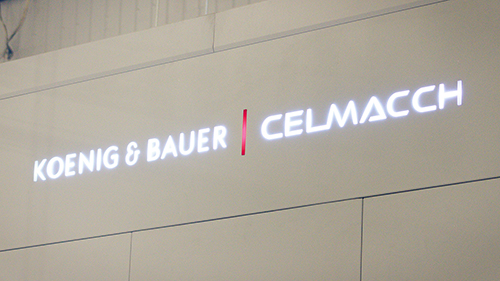 KOENIG & BAUER | CELMACCH